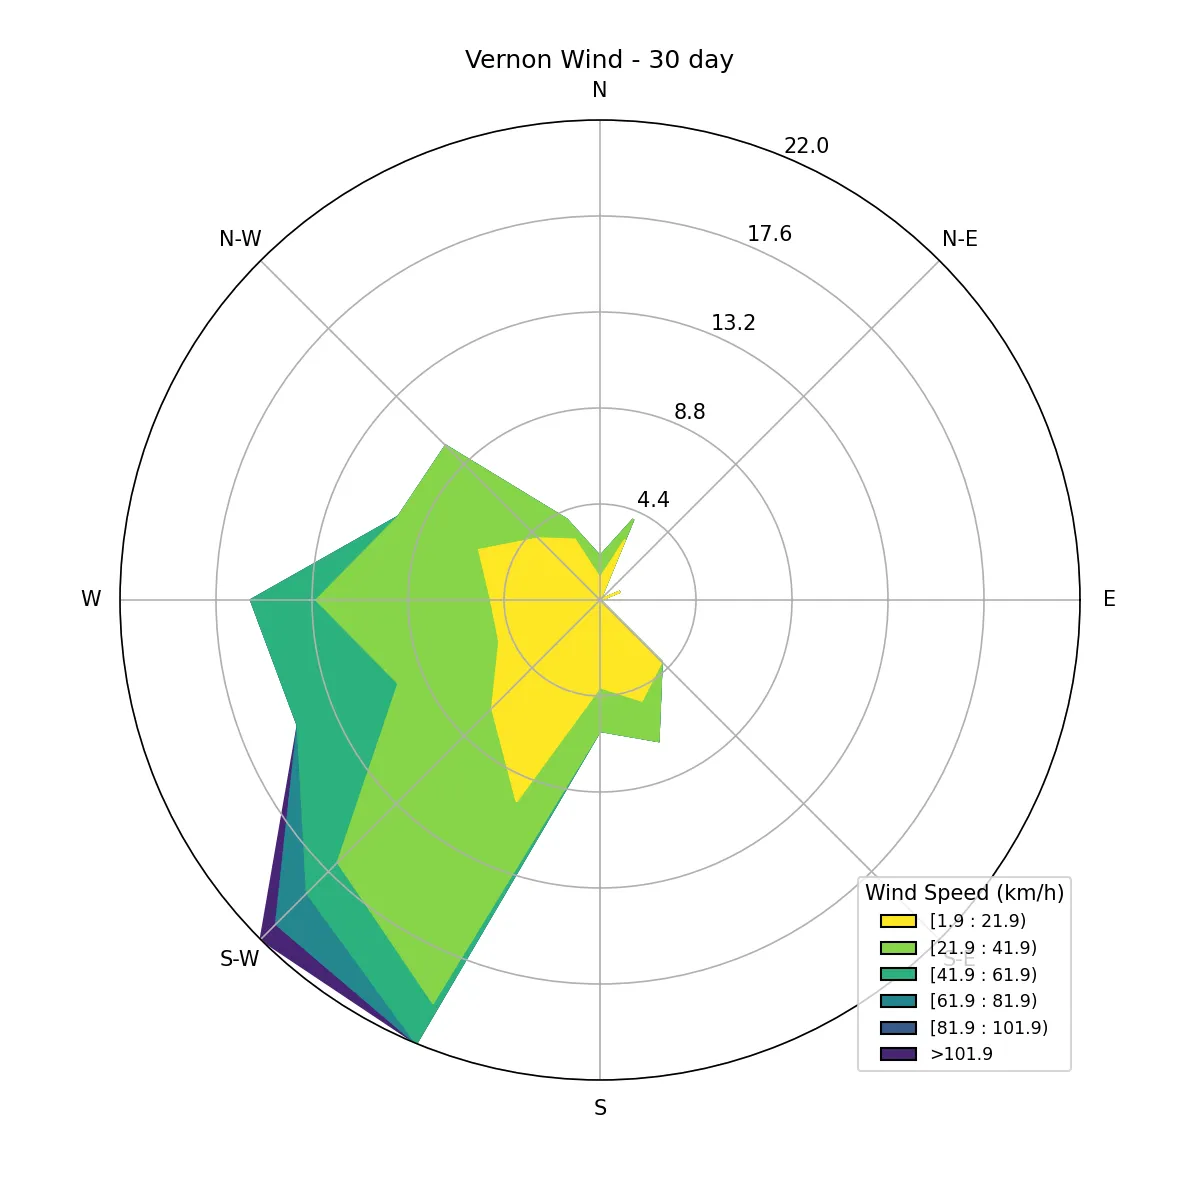 Vernon Wind - 30 day
N
22.0
17.6
N-W
N-E
13.2
8.8
4.4
W
E
Wind Speed (km/h)
[1.9 : 21.9)
[21.9 : 41.9)
S-W
S-E
[41.9 : 61.9)
[61.9 : 81.9)
[81.9 : 101.9)
>101.9
S